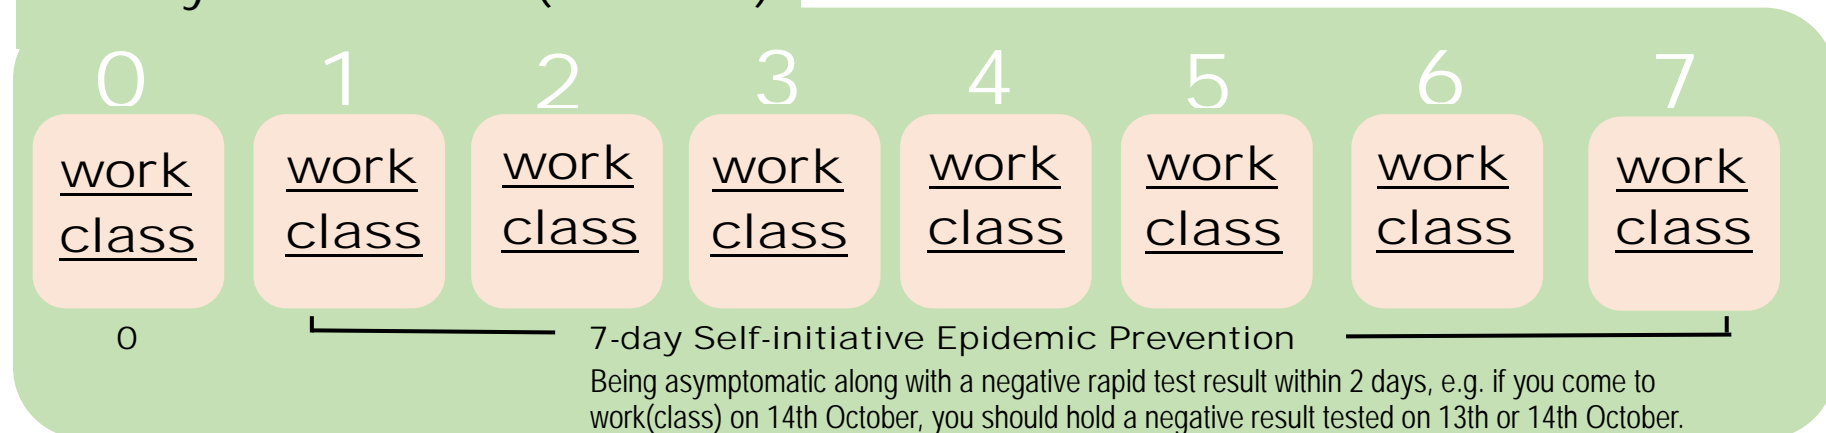 0 1 2 3 4 5 6 7
work work work work work work work work
class class class class class class class class
0
7-day Self-initiative Epidemic Prevention
Being asymptomatic along with a negative rapid test result within 2 days, e.g. if you come to
work(class) on 14th October, you should hold a negative result tested on 13th or 14th October.